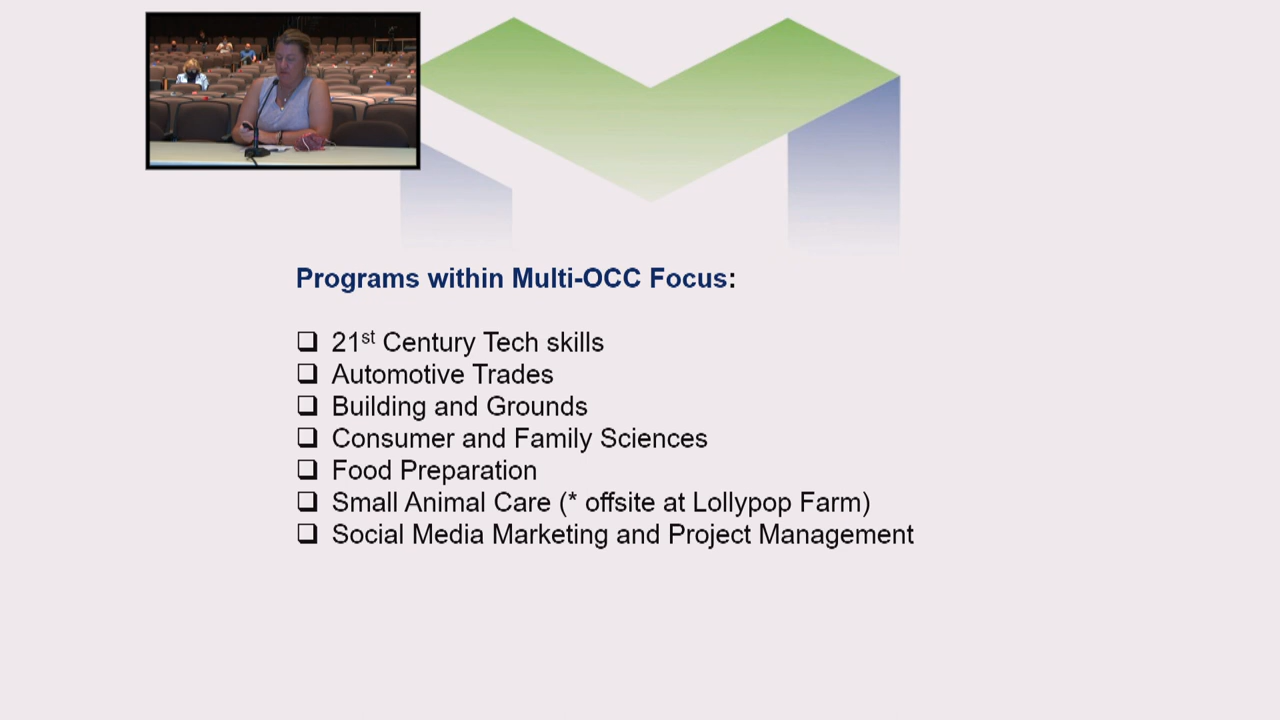 Programs within Multi-OCC Focus:
❑ 21st Century Tech skills
❑ Automotive Trades
❑ Building and Grounds
❑ Consumer and Family Sciences
❑ Food Preparation
❑ Small Animal Care (* offsite at Lollypop Farm)
❑ Social Media Marketing and Project Management